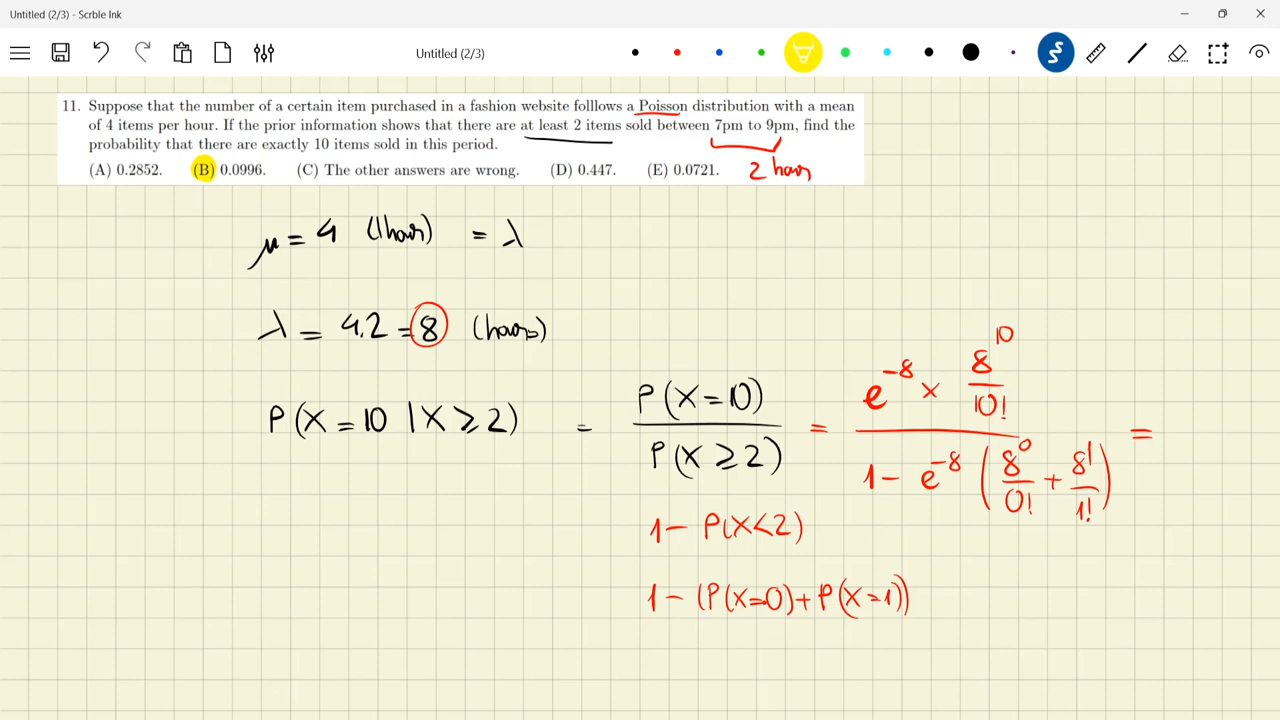 Untitled (2/3) - Scrble Ink
Untitled (2/3)
11. Suppose that the number of a certain item purchased in a fashion website folllows a Poisson distribution with a mean
of 4 items per hour. If the prior information shows that there are at least 2 items sold between 7pm to 9pm, find the
probability that there are exactly 10 items sold in this period.
(A) 0.2852. (B) 0.0996. (C) The other answers are wrong. (D) 0.447. (E) 0.0721.
2 hours
μ = 4 (1 hour) = λ
λ = 4.2 = 8 (hours)
P(X = 10 | X ≥ 2) = P(X = 10) / P(X ≥ 2) = e^-8 × 8^10/10! / 1 - e^-8 (8^0/0! + 8^1/1!) =
1 - P(X < 2)
1 - (P(X=0) + P(X=1))